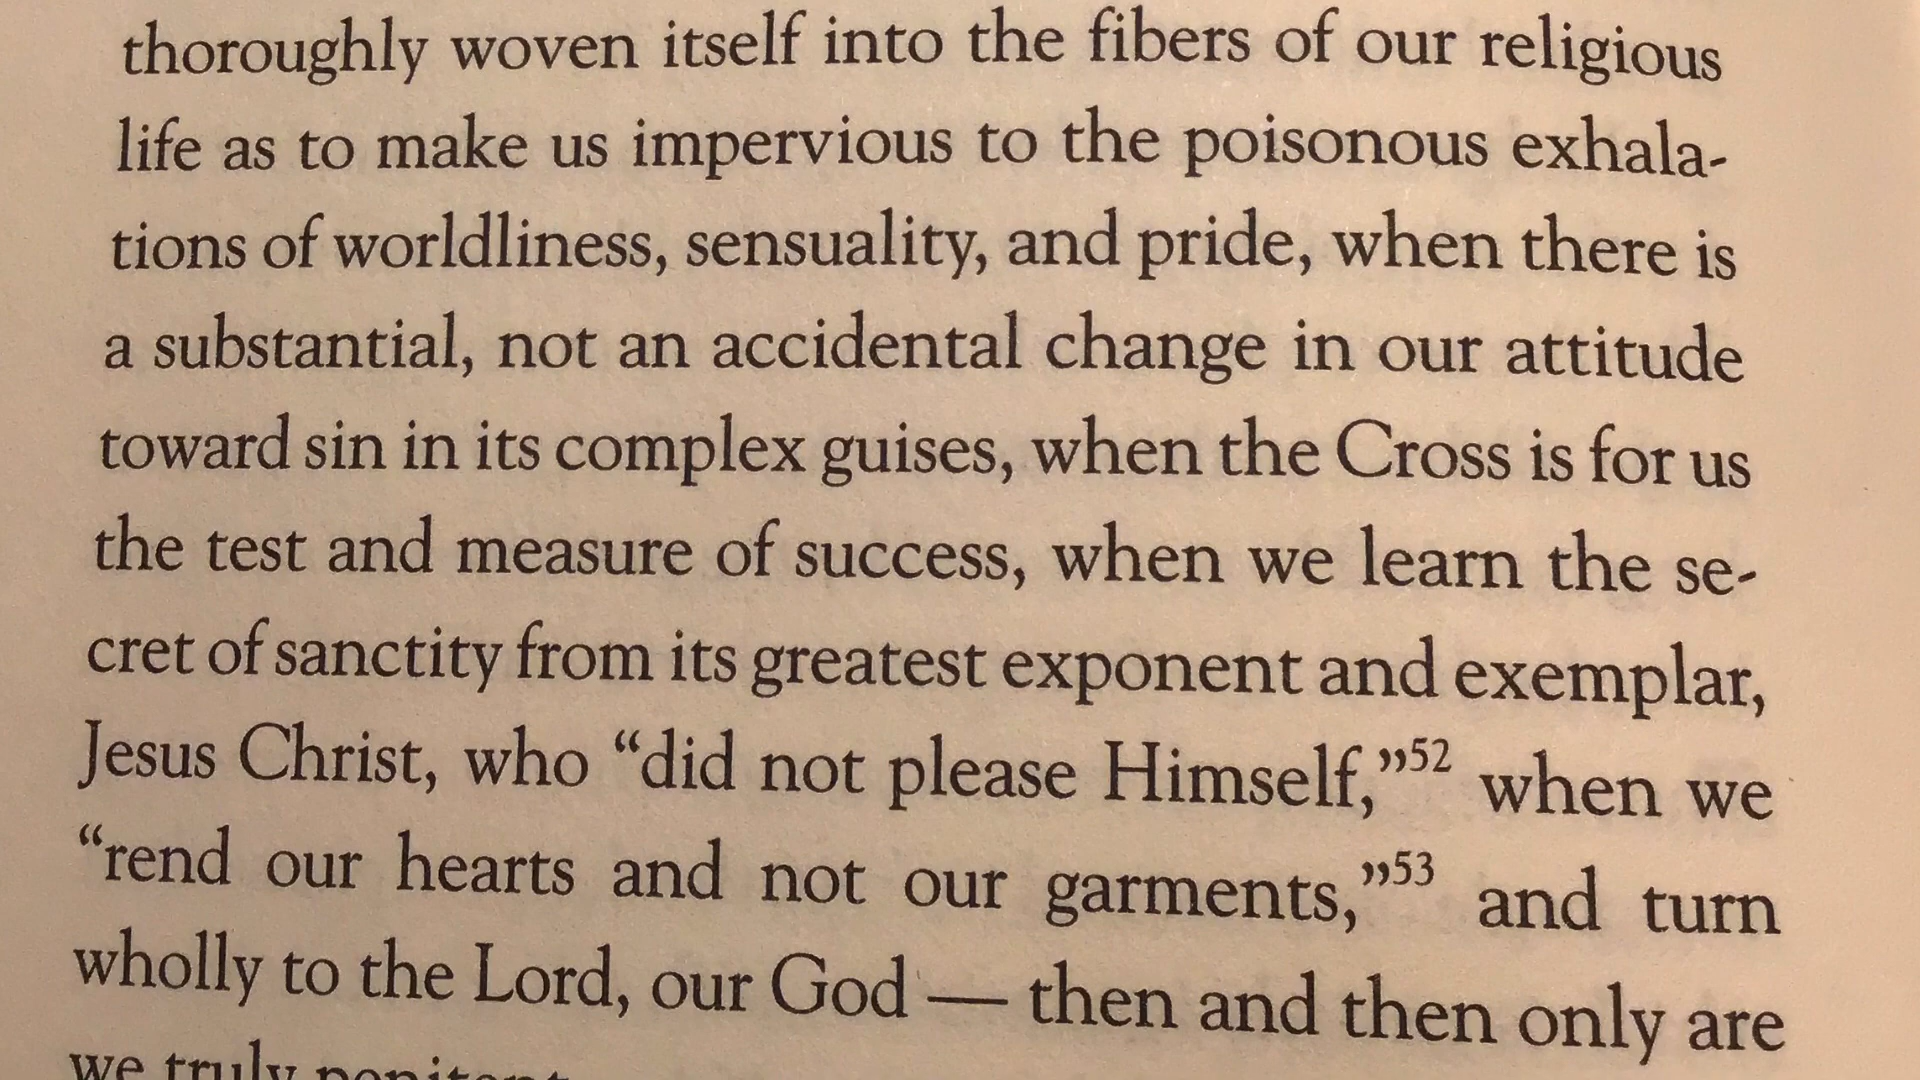 thoroughly woven itself into the fibers of our religious
life as to make us impervious to the poisonous exhala-
tions of worldliness, sensuality, and pride, when there is
a substantial, not an accidental change in our attitude
toward sin in its complex guises, when the Cross is for us
the test and measure of success, when we learn the se-
cret of sanctity from its greatest exponent and exemplar,
Jesus Christ, who “did not please Himself,”52 when we
“rend our hearts and not our garments,”53 and turn
wholly to the Lord, our God — then and then only are
we truly penitent